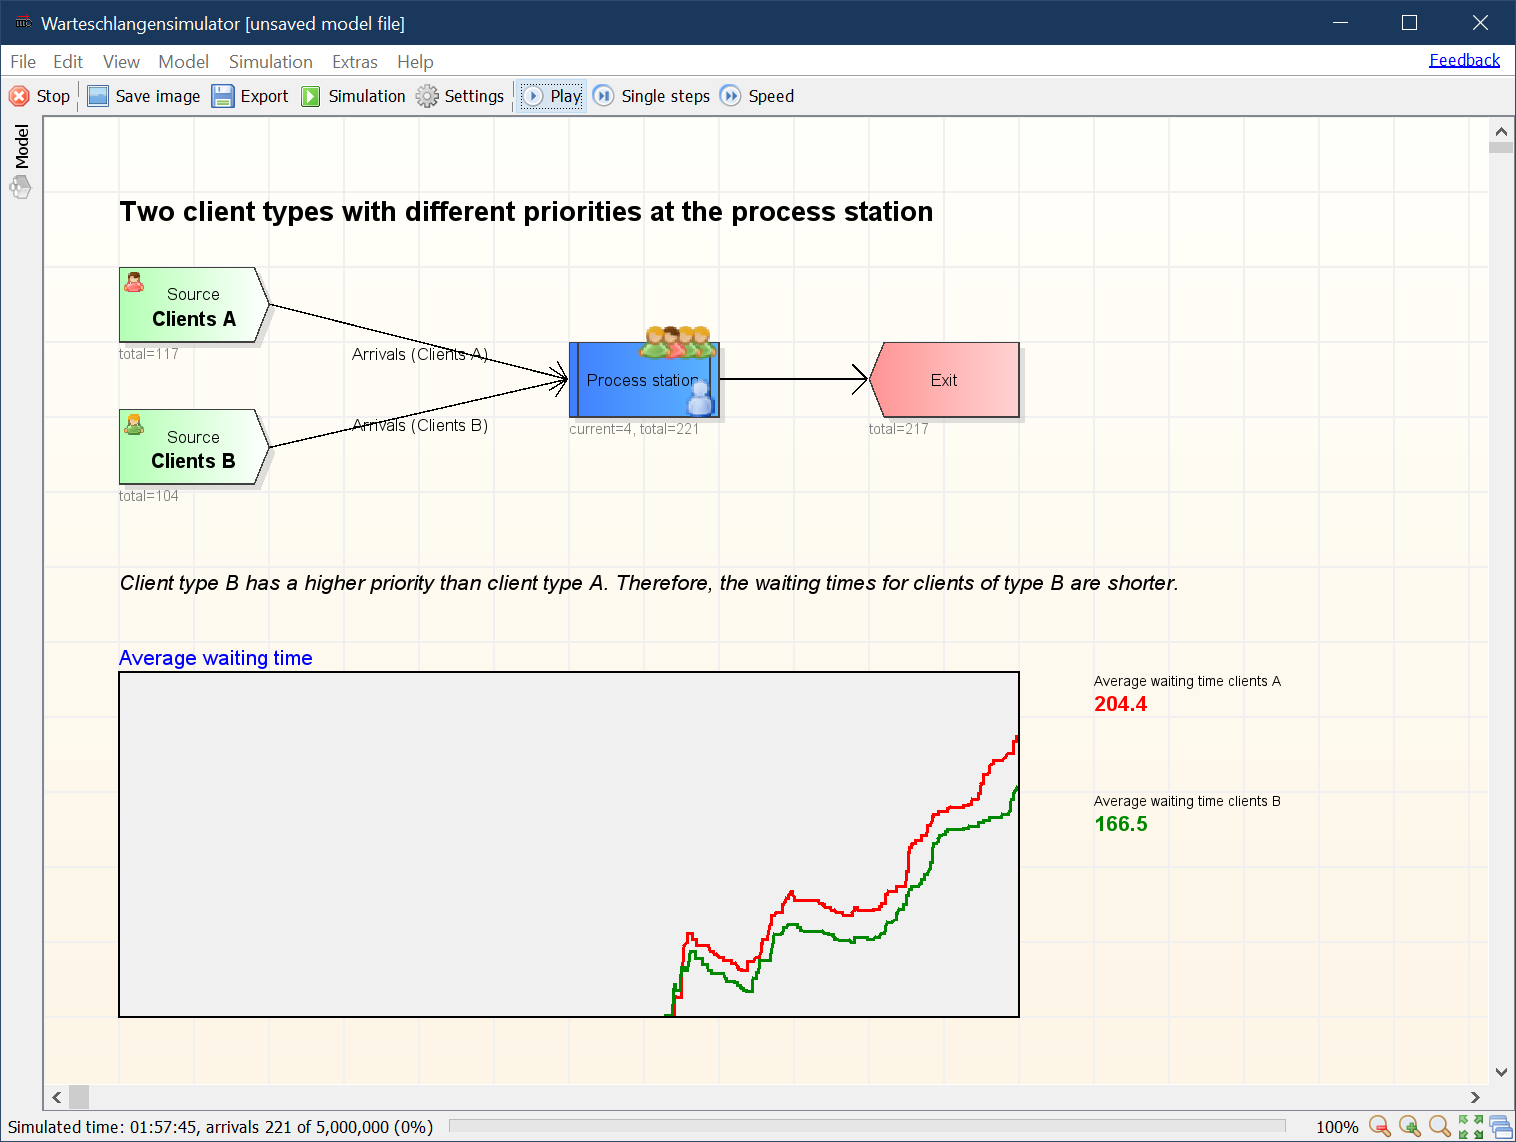 Warteschlangensimulator [unsaved model file]
File Edit View Model Simulation Extras Help Feedback
Stop Save image Export Simulation Settings Play Single steps Speed
Model
Two client types with different priorities at the process station
Source
Clients A
total=117
Arrivals (Clients A)
Process station
Exit
Arrivals (Clients B)
current=4, total=221
total=217
Source
Clients B
total=104
Client type B has a higher priority than client type A. Therefore, the waiting times for clients of type B are shorter.
Average waiting time
Average waiting time clients A
204.4
Average waiting time clients B
166.5
Simulated time: 01:57:45, arrivals 221 of 5,000,000 (0%) 100%